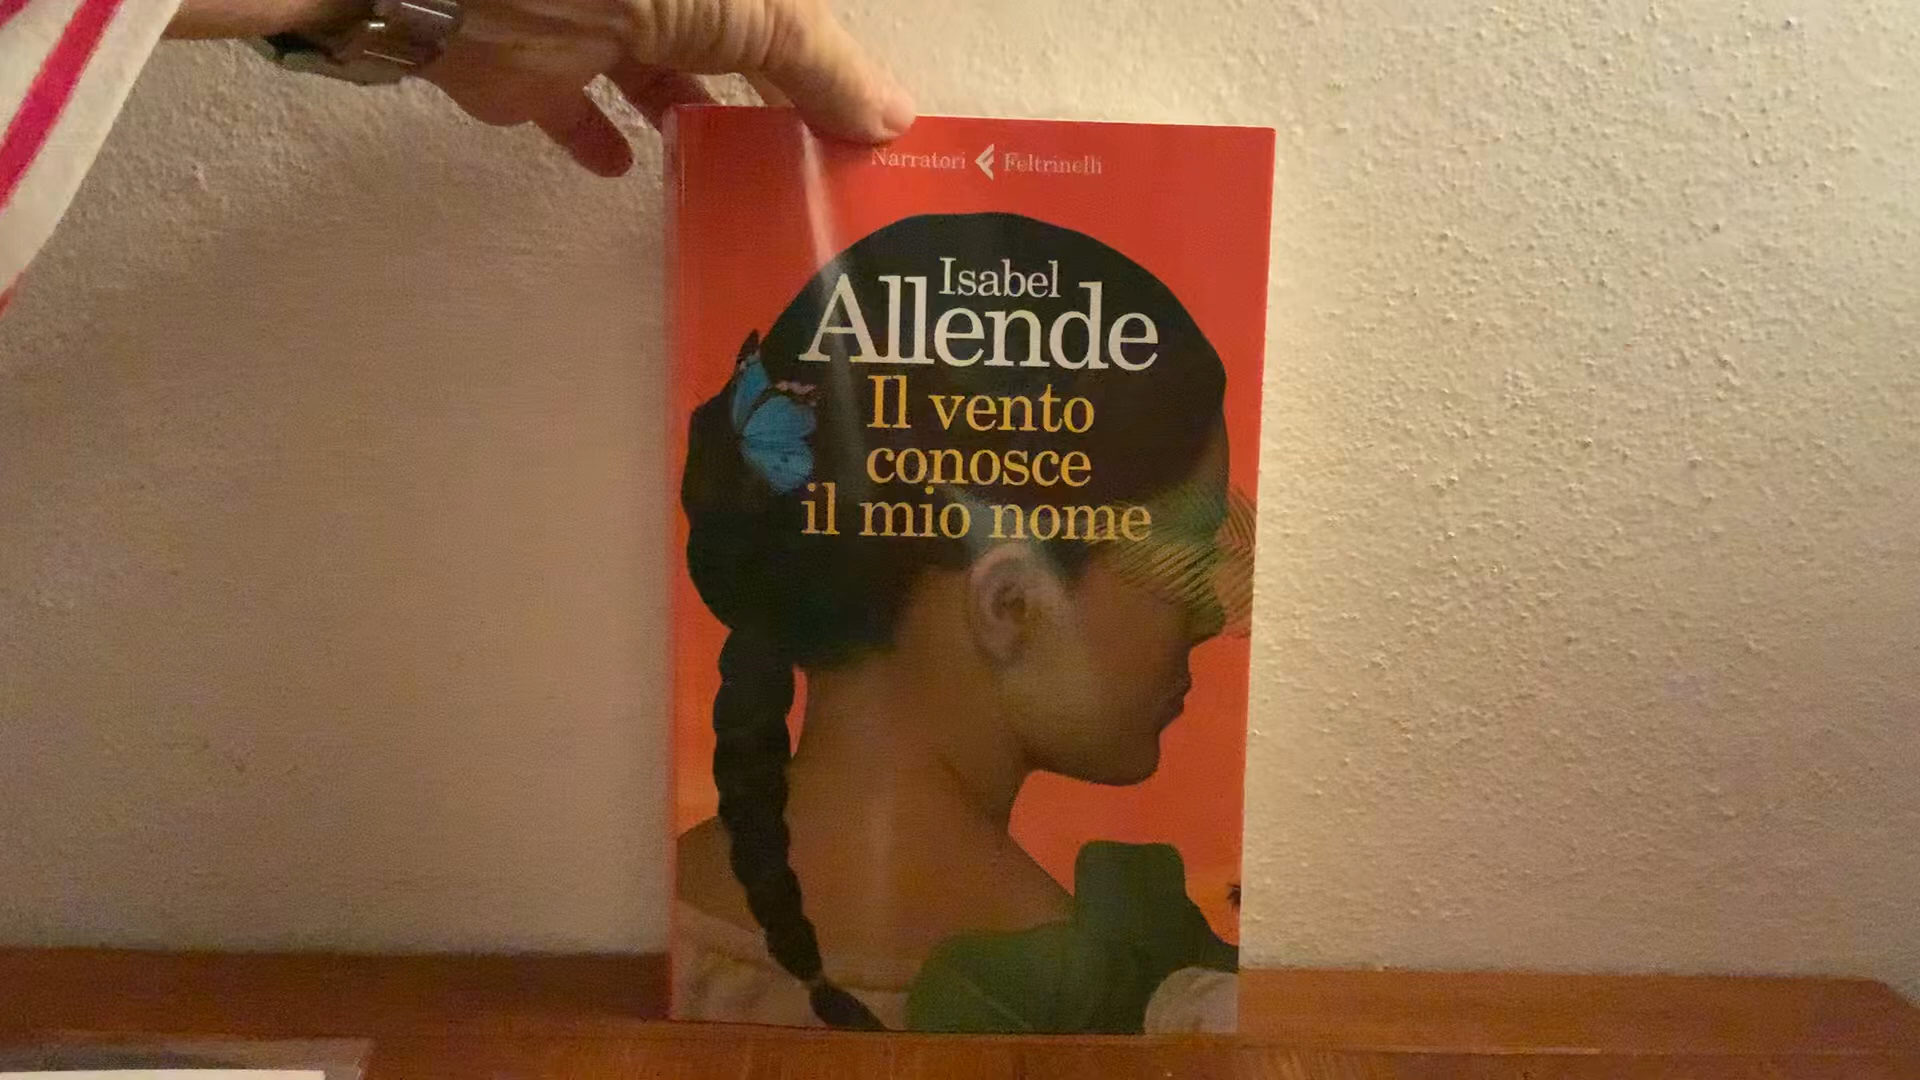 Narratori Feltrinelli
Isabel
Allende
Il vento
conosce
il mio nome